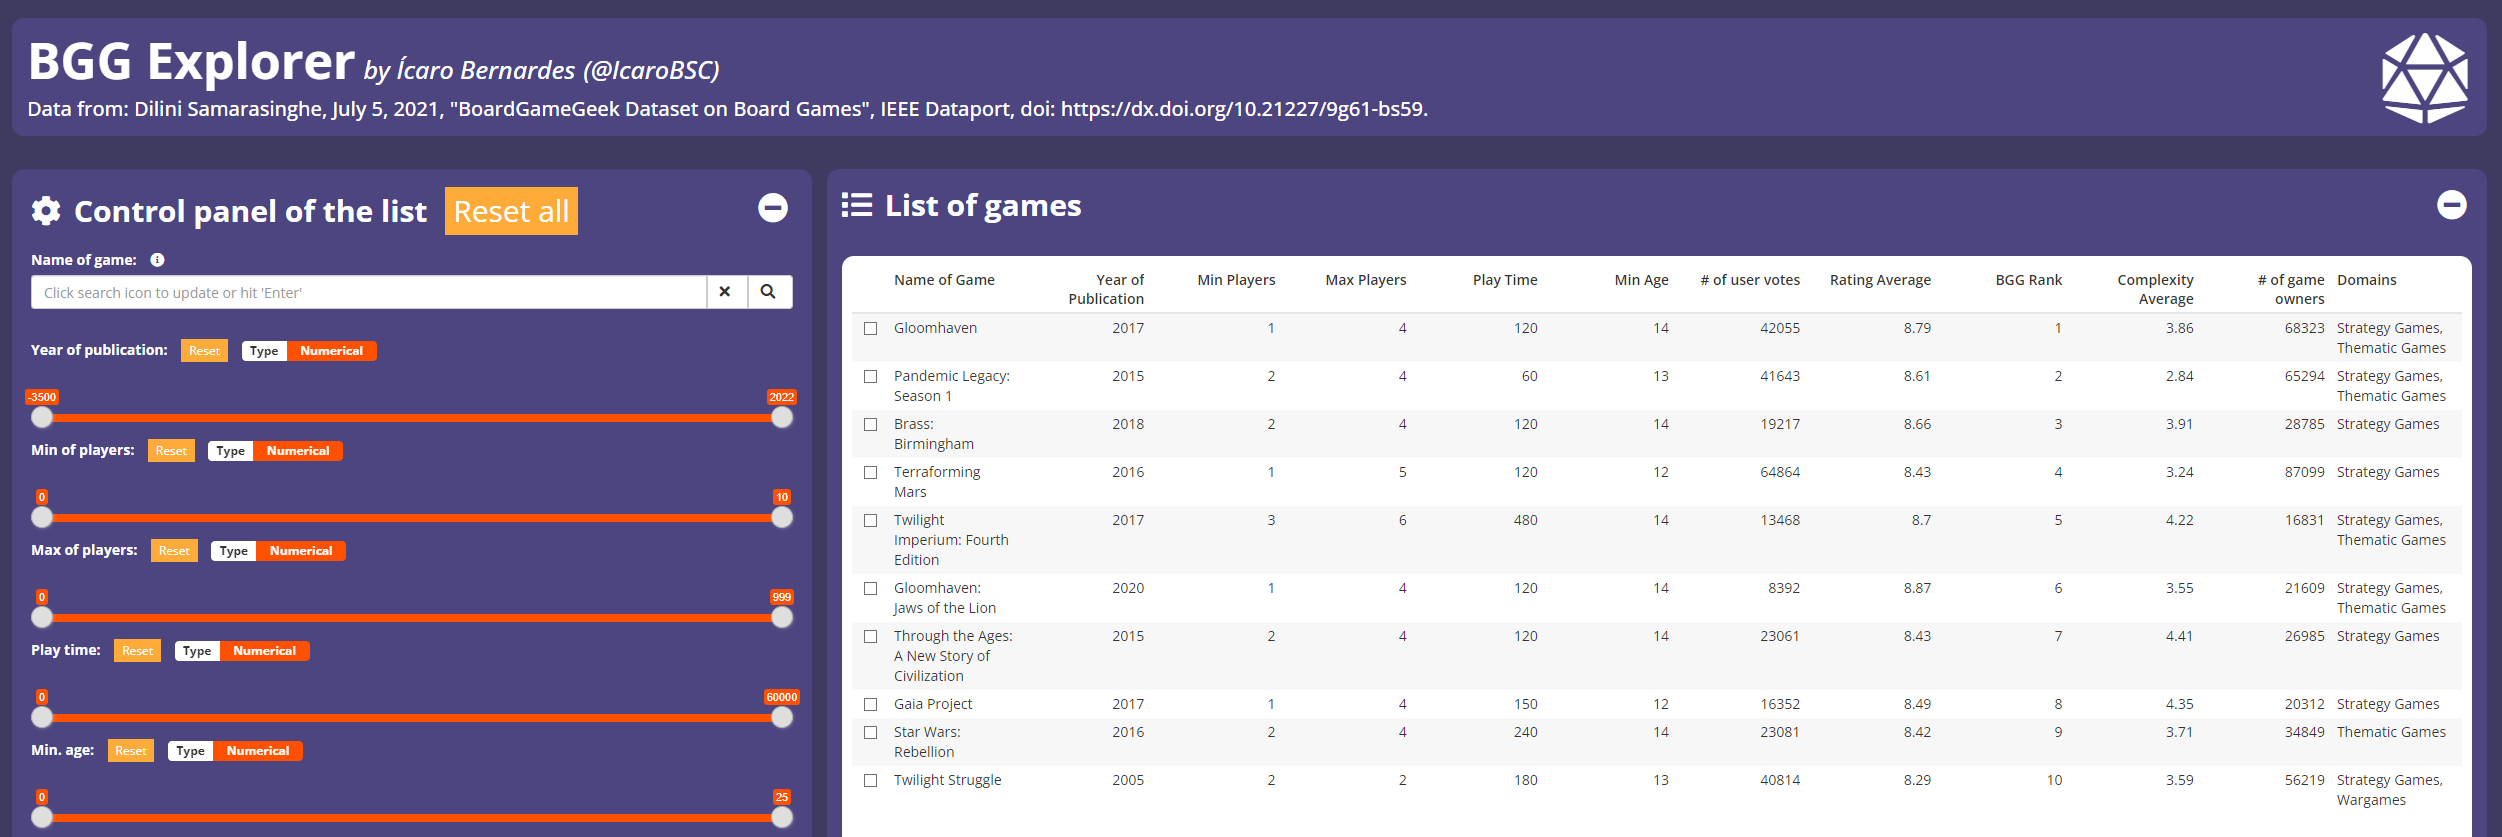 BGG Explorer by Ícaro Bernardes (@IcaroBSC)
Data from: Dilini Samarasinghe, July 5, 2021, "BoardGameGeek Dataset on Board Games", IEEE Dataport, doi: https://dx.doi.org/10.21227/9g61-bs59.
Control panel of the list Reset all
Name of game:
Click search icon to update or hit 'Enter'
Year of publication: Reset Type Numerical
-3500 2022
Min of players: Reset Type Numerical
0 10
Max of players: Reset Type Numerical
0 999
Play time: Reset Type Numerical
0 60000
Min. age: Reset Type Numerical
0 25
List of games
Name of Game Year of Min Players Max Players Play Time Min Age # of user votes Rating Average BGG Rank Complexity # of game Domains
Publication Average owners
Gloomhaven 2017 1 4 120 14 42055 8.79 1 3.86 68323 Strategy Games,
Thematic Games
Pandemic Legacy: 2015 2 4 60 13 41643 8.61 2 2.84 65294 Strategy Games,
Season 1 Thematic Games
Brass: 2018 2 4 120 14 19217 8.66 3 3.91 28785 Strategy Games
Birmingham
Terraforming 2016 1 5 120 12 64864 8.43 4 3.24 87099 Strategy Games
Mars
Twilight 2017 3 6 480 14 13468 8.7 5 4.22 16831 Strategy Games,
Imperium: Fourth Thematic Games
Edition
Gloomhaven: 2020 1 4 120 14 8392 8.87 6 3.55 21609 Strategy Games,
Jaws of the Lion Thematic Games
Through the Ages: 2015 2 4 120 14 23061 8.43 7 4.41 26985 Strategy Games
A New Story of
Civilization
Gaia Project 2017 1 4 150 12 16352 8.49 8 4.35 20312 Strategy Games
Star Wars: 2016 2 4 240 14 23081 8.42 9 3.71 34849 Thematic Games
Rebellion
Twilight Struggle 2005 2 2 180 13 40814 8.29 10 3.59 56219 Strategy Games,
Wargames